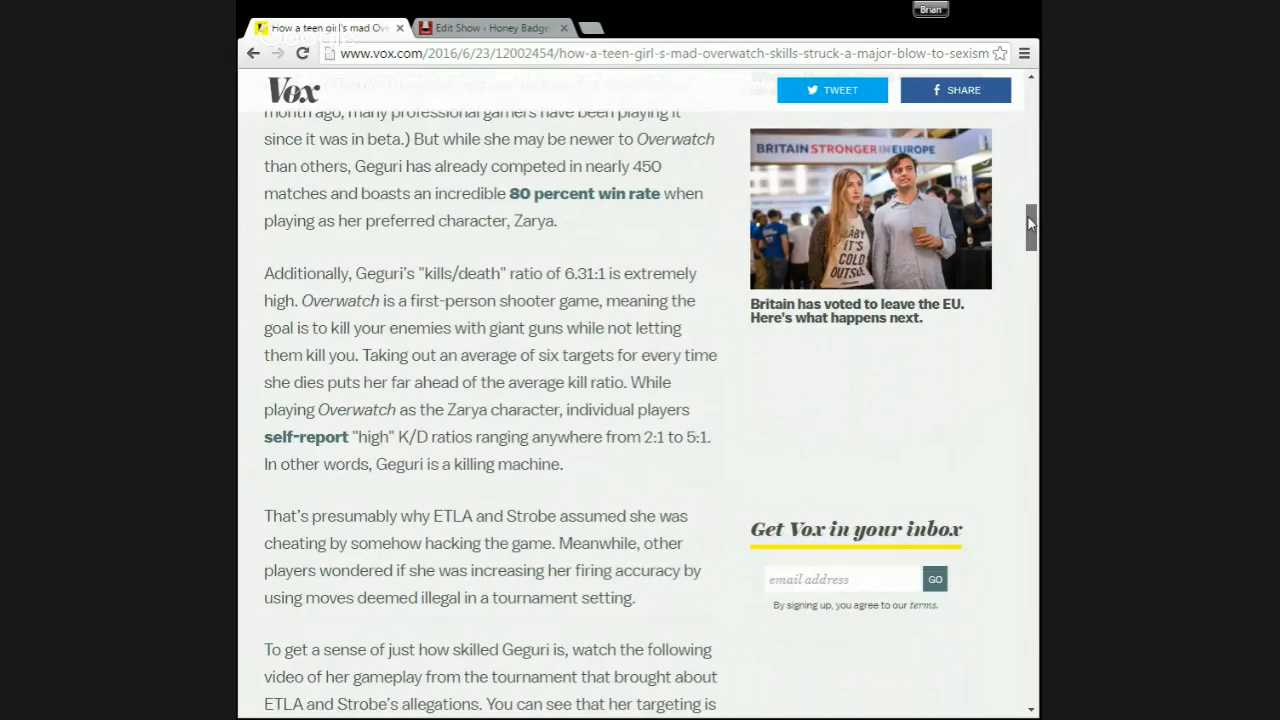 Brian
How a teen girl's mad Ov
Edit Show · Honey Badge
www.vox.com/2016/6/23/12002454/how-a-teen-girl-s-mad-overwatch-skills-struck-a-major-blow-to-sexism
Vox
TWEET
SHARE
month ago, many professional gamers have been playing it
since it was in beta.) But while she may be newer to Overwatch
than others, Geguri has already competed in nearly 450
matches and boasts an incredible 80 percent win rate when
playing as her preferred character, Zarya.
Additionally, Geguri's "kills/death" ratio of 6.31:1 is extremely
high. Overwatch is a first-person shooter game, meaning the
goal is to kill your enemies with giant guns while not letting
them kill you. Taking out an average of six targets for every time
she dies puts her far ahead of the average kill ratio. While
playing Overwatch as the Zarya character, individual players
self-report "high" K/D ratios ranging anywhere from 2:1 to 5:1.
In other words, Geguri is a killing machine.
That's presumably why ETLA and Strobe assumed she was
cheating by somehow hacking the game. Meanwhile, other
players wondered if she was increasing her firing accuracy by
using moves deemed illegal in a tournament setting.
To get a sense of just how skilled Geguri is, watch the following
video of her gameplay from the tournament that brought about
ETLA and Strobe's allegations. You can see that her targeting is
BRITAIN STRONGER IN EUROPE
BABY
IT'S
COLD
OUTSIDE
Britain has voted to leave the EU.
Here's what happens next.
Get Vox in your inbox
email address
GO
By signing up, you agree to our terms.